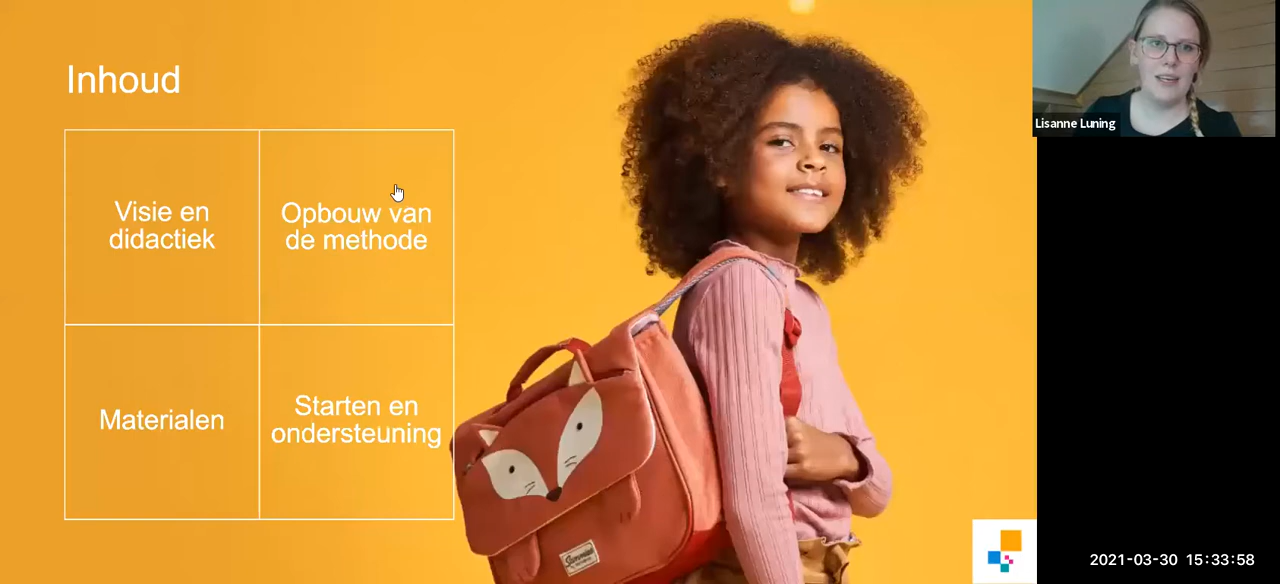 Inhoud
Visie en
didactiek
Opbouw van
de methode
Materialen
Starten en
ondersteuning
Lisanne Luning
2021-03-30 15:33:58